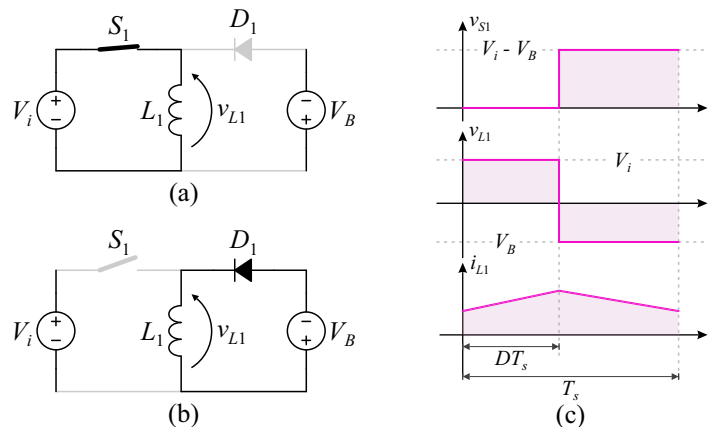 S1
D1
Vi
+
−
L1
vL1
−
+
VB
(a)
S1
D1
Vi
+
−
L1
vL1
−
+
VB
(b)
vS1
Vi - VB
vL1
Vi
VB
iL1
DTs
Ts
(c)